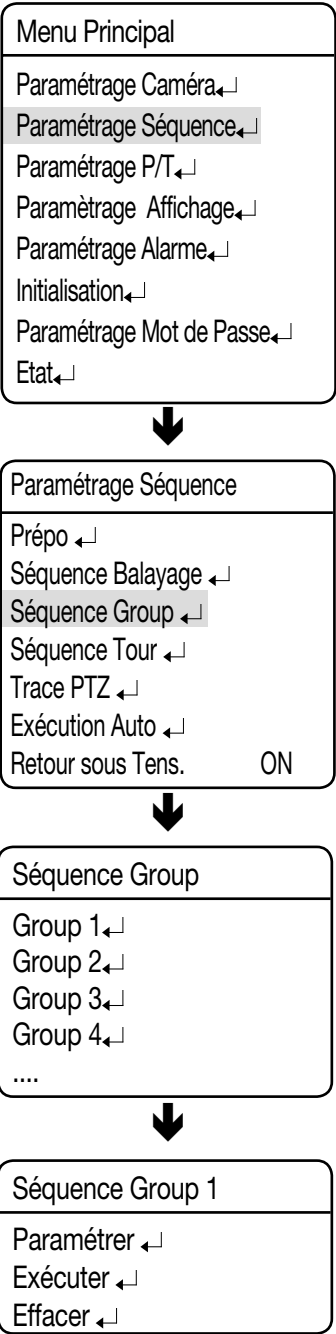 Menu Principal
Paramétrage Caméra↵
Paramétrage Séquence↵
Paramétrage P/T↵
Paramètrage Affichage↵
Paramétrage Alarme↵
Initialisation↵
Paramétrage Mot de Passe↵
Etat↵
Paramétrage Séquence
Prépo ↵
Séquence Balayage ↵
Séquence Group ↵
Séquence Tour ↵
Trace PTZ ↵
Exécution Auto ↵
Retour sous Tens. ON
Séquence Group
Group 1↵
Group 2↵
Group 3↵
Group 4↵
....
Séquence Group 1
Paramétrer ↵
Exécuter ↵
Effacer ↵